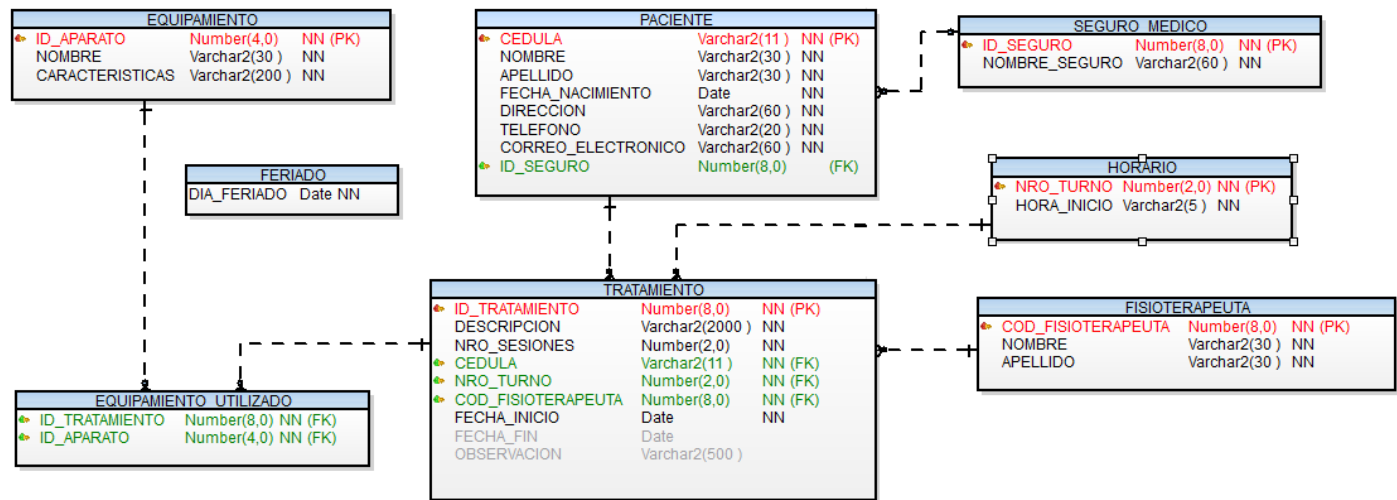 EQUIPAMIENTO
ID_APARATO Number(4,0) NN (PK)
NOMBRE Varchar2(30 ) NN
CARACTERISTICAS Varchar2(200 ) NN
PACIENTE
CEDULA Varchar2(11 ) NN (PK)
NOMBRE Varchar2(30 ) NN
APELLIDO Varchar2(30 ) NN
FECHA_NACIMIENTO Date NN
DIRECCION Varchar2(60 ) NN
TELEFONO Varchar2(20 ) NN
CORREO_ELECTRONICO Varchar2(60 ) NN
ID_SEGURO Number(8,0) (FK)
SEGURO_MEDICO
ID_SEGURO Number(8,0) NN (PK)
NOMBRE_SEGURO Varchar2(60 ) NN
FERIADO
DIA_FERIADO Date NN
HORARIO
NRO_TURNO Number(2,0) NN (PK)
HORA_INICIO Varchar2(5 ) NN
TRATAMIENTO
ID_TRATAMIENTO Number(8,0) NN (PK)
DESCRIPCION Varchar2(2000 ) NN
NRO_SESIONES Number(2,0) NN
CEDULA Varchar2(11 ) NN (FK)
NRO_TURNO Number(2,0) NN (FK)
COD_FISIOTERAPEUTA Number(8,0) NN (FK)
FECHA_INICIO Date NN
FECHA_FIN Date
OBSERVACION Varchar2(500 )
FISIOTERAPEUTA
COD_FISIOTERAPEUTA Number(8,0) NN (PK)
NOMBRE Varchar2(30 ) NN
APELLIDO Varchar2(30 ) NN
EQUIPAMIENTO_UTILIZADO
ID_TRATAMIENTO Number(8,0) NN (FK)
ID_APARATO Number(4,0) NN (FK)